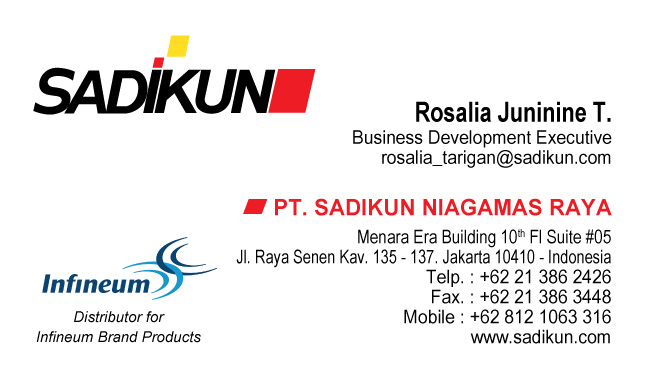 SADIKUN
Rosalia Juninine T.
Business Development Executive
rosalia_tarigan@sadikun.com
PT. SADIKUN NIAGAMAS RAYA
Menara Era Building 10th Fl Suite #05
Jl. Raya Senen Kav. 135 - 137. Jakarta 10410 - Indonesia
Telp. : +62 21 386 2426
Fax. : +62 21 386 3448
Mobile : +62 812 1063 316
www.sadikun.com
Infineum
Distributor for
Infineum Brand Products